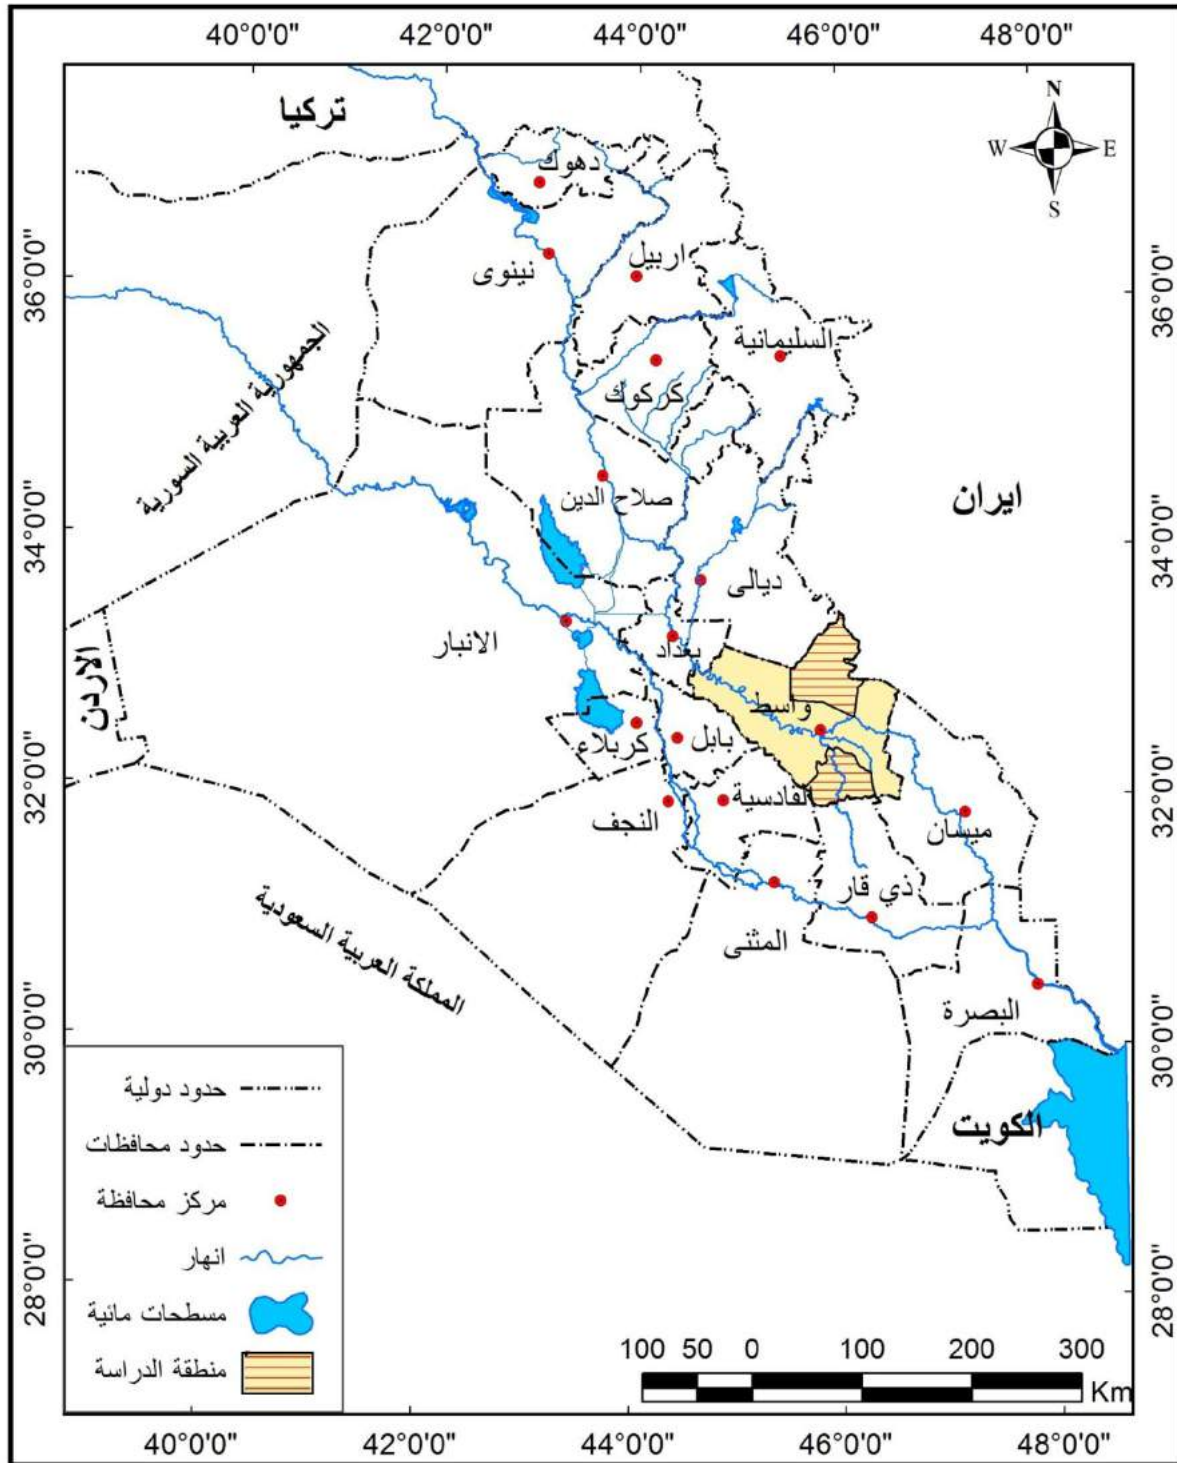 40°0'0" 42°0'0" 44°0'0" 46°0'0" 48°0'0"
N
W E
S
تركيا
دهوك
نينوى
اربيل
36°0'0" 36°0'0"
السليمانية
الجمهورية العربية السورية
كركوك
ايران
صلاح الدين
34°0'0" 34°0'0"
ديالى
الانبار
بغداد
الاردن
واسط
بابل
كربلاء
32°0'0" 32°0'0"
لقادسية
النجف
ميسان
ذي قار
المملكة العربية السعودية
المثنى
البصرة
30°0'0" 30°0'0"
الكويت
حدود دولية
حدود محافظات
مركز محافظة
انهار
مسطحات مائية
منطقة الدراسة
28°0'0" 28°0'0"
100 50 0 100 200 300
Km
40°0'0" 42°0'0" 44°0'0" 46°0'0" 48°0'0"